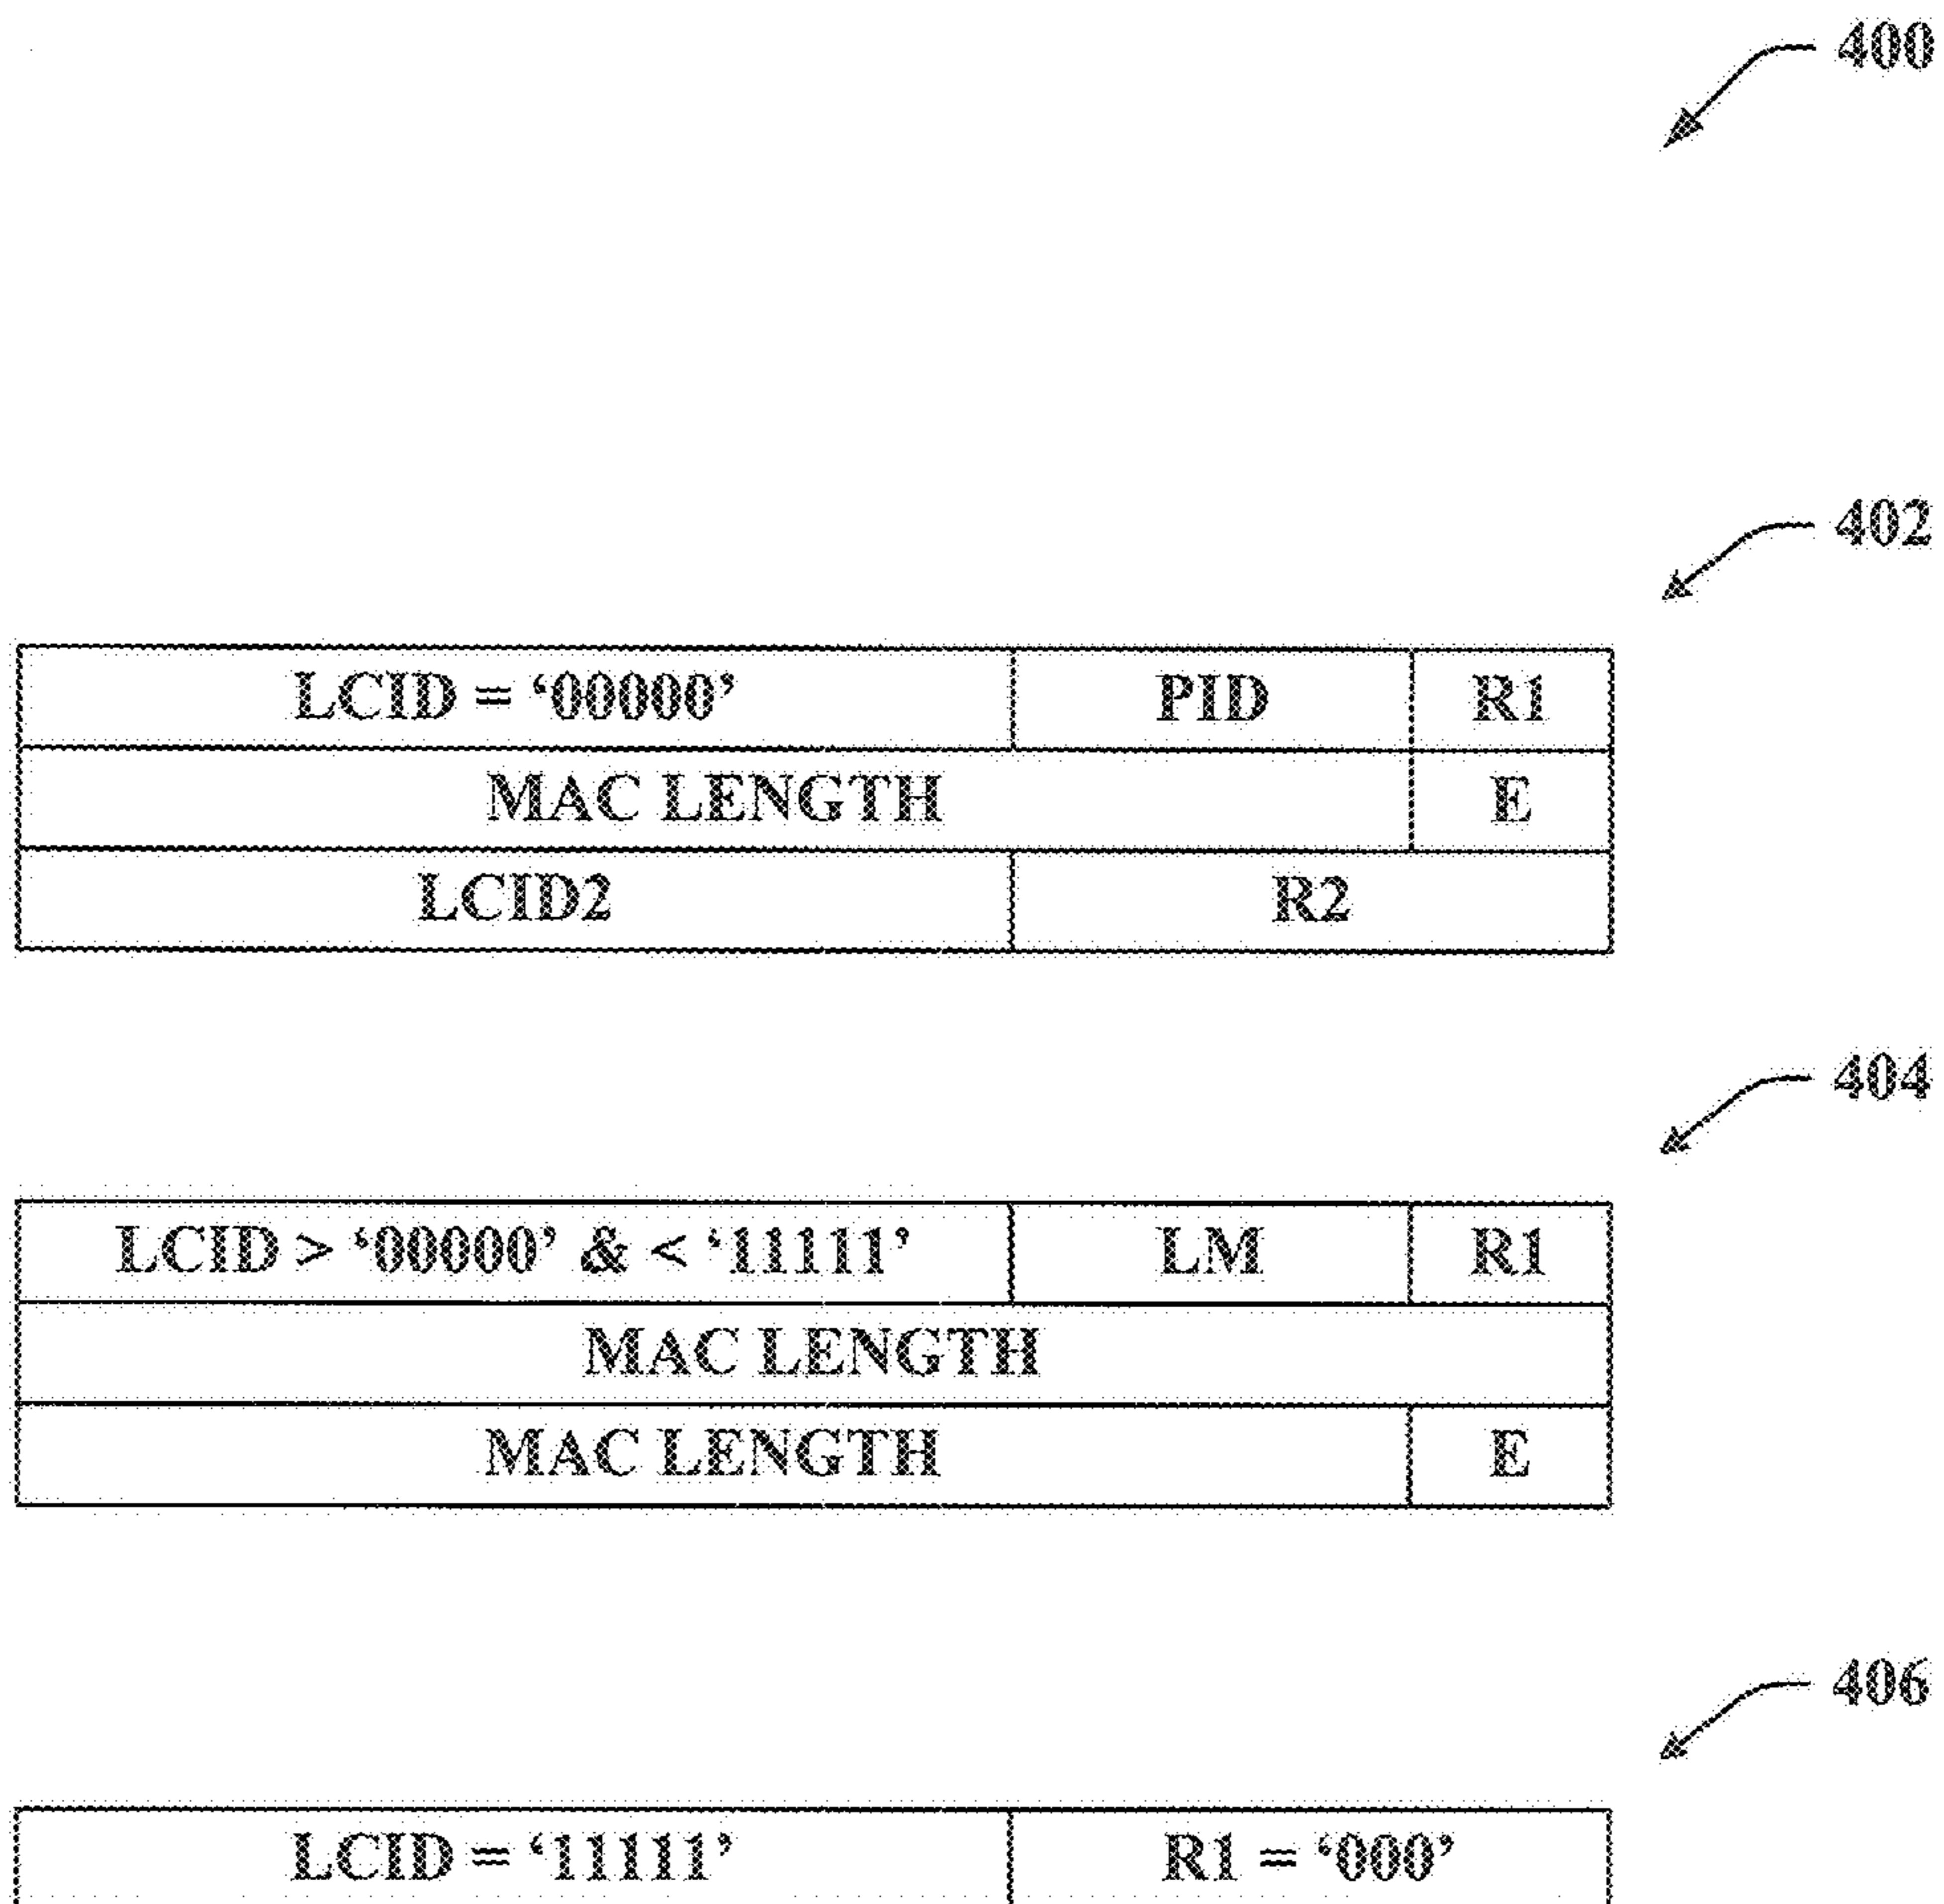 400
402
LCID = ‘00000’ PID R1
MAC LENGTH E
LCID2 R2
404
LCID > ‘00000’ & < ‘11111’ LM R1
MAC LENGTH
MAC LENGTH E
406
LCID = ‘11111’ R1 = ‘000’